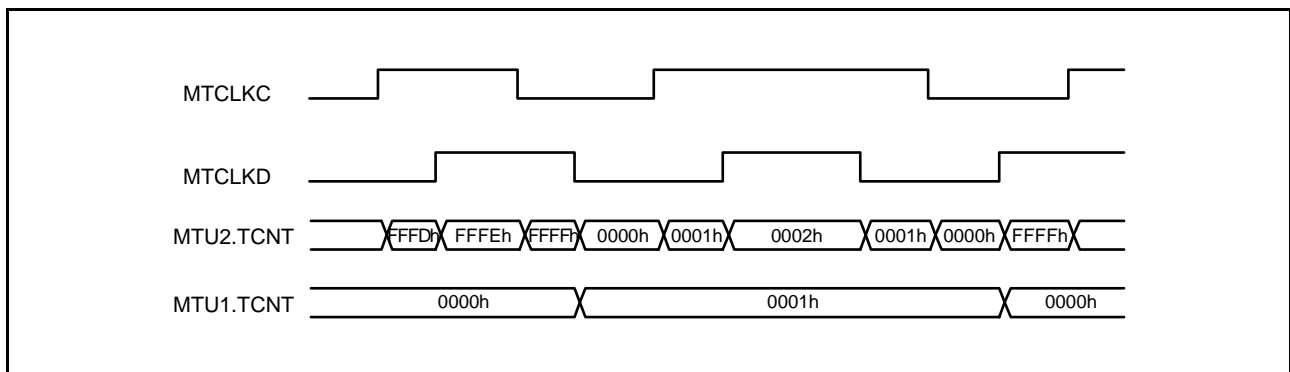 MTCLKC
MTCLKD
MTU2.TCNT FFFDh FFFEh FFFFh 0000h 0001h 0002h 0001h 0000h FFFFh
MTU1.TCNT 0000h 0001h 0000h